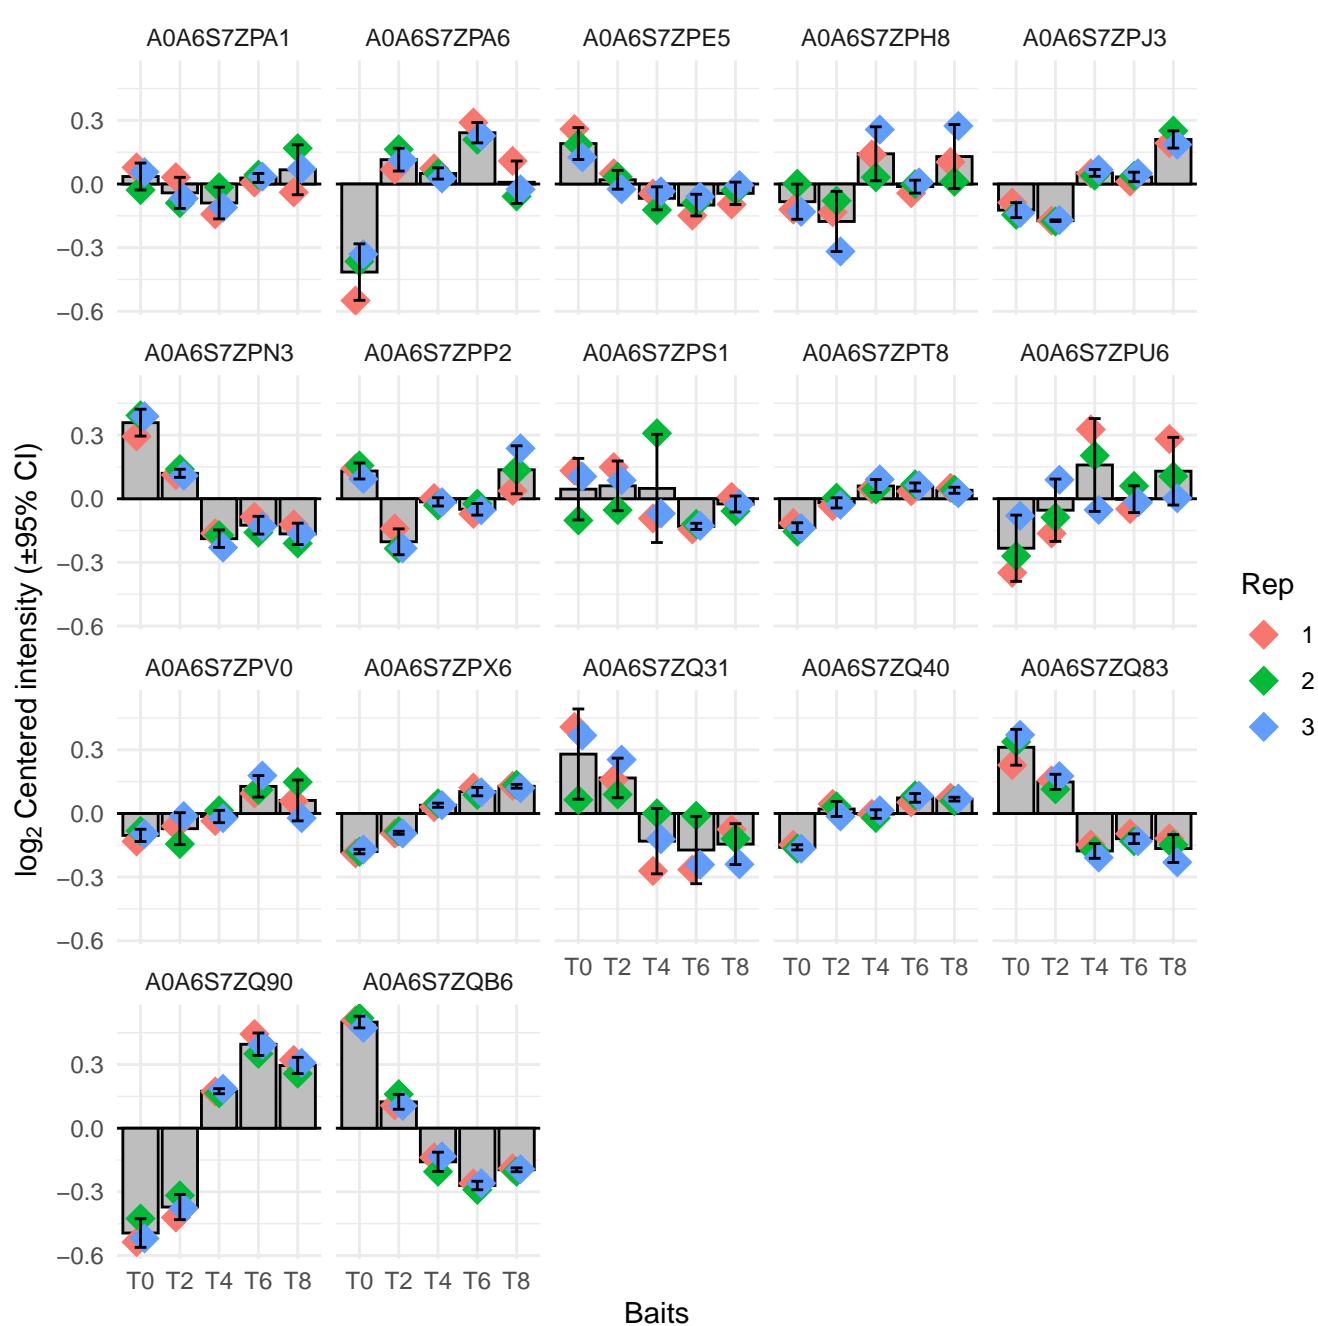 A0A6S7ZPA1 A0A6S7ZPA6 A0A6S7ZPE5 A0A6S7ZPH8 A0A6S7ZPJ3
0.3
0.0
−0.3
−0.6
A0A6S7ZPN3 A0A6S7ZPP2 A0A6S7ZPS1 A0A6S7ZPT8 A0A6S7ZPU6
0.3
0.0
−0.3
−0.6
A0A6S7ZPV0 A0A6S7ZPX6 A0A6S7ZQ31 A0A6S7ZQ40 A0A6S7ZQ83
0.3
0.0
−0.3
−0.6
T0 T2 T4 T6 T8 T0 T2 T4 T6 T8 T0 T2 T4 T6 T8
A0A6S7ZQ90 A0A6S7ZQB6
0.3
0.0
−0.3
−0.6
T0 T2 T4 T6 T8 T0 T2 T4 T6 T8
Baits
log2 Centered intensity (±95% CI)
Rep
1
2
3